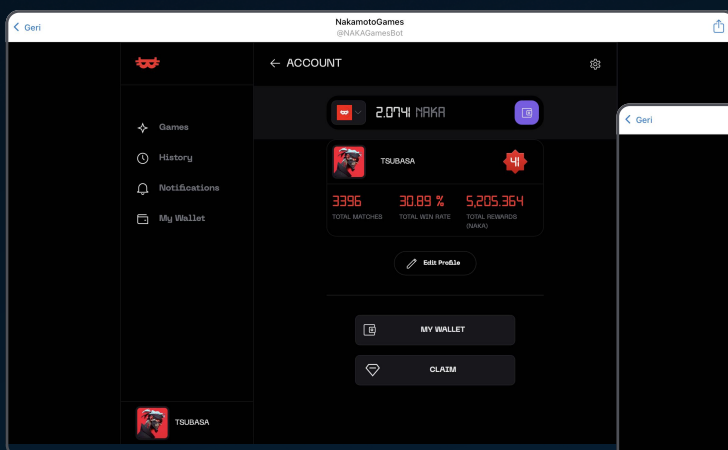 Geri
NakamotoGames
@NAKAGamesBot
ACCOUNT
Games
History
Notifications
My Wallet
2.0741 NAKA
TSUBASA
41
3396
30.89 %
5,205.364
TOTAL MATCHES
TOTAL WIN RATE
TOTAL REWARDS
(NAKA)
Edit Profile
MY WALLET
CLAIM
TSUBASA
Geri